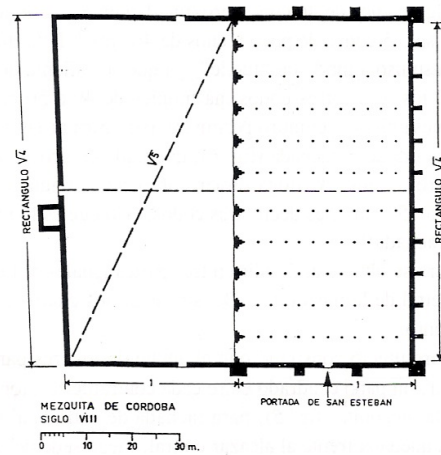 RECTANGULO √4
√5
RECTANGULO √4
1
1
PORTADA DE SAN ESTEBAN
MEZQUITA DE CORDOBA
SIGLO VIII
0 10 20 30 m.